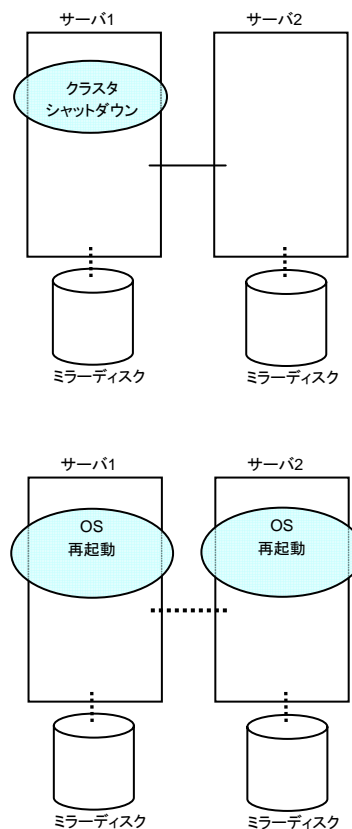 サーバ1
サーバ2
クラスタ
シャットダウン
ミラーディスク
ミラーディスク
サーバ1
サーバ2
OS
再起動
OS
再起動
ミラーディスク
ミラーディスク